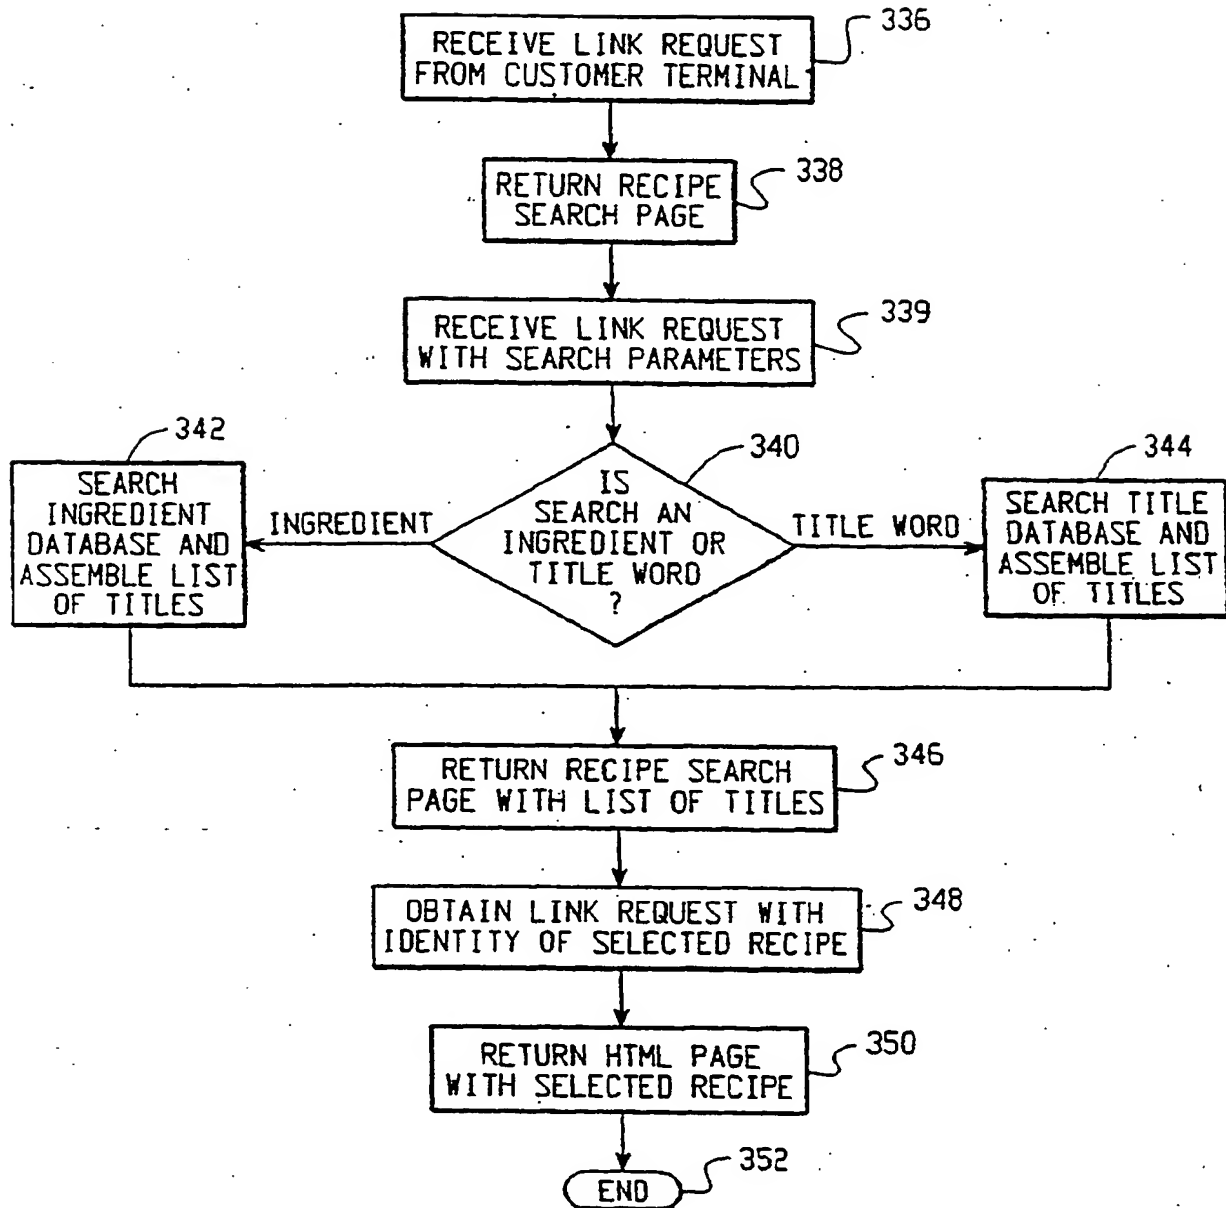 336
RECEIVE LINK REQUEST
FROM CUSTOMER TERMINAL
338
RETURN RECIPE
SEARCH PAGE
339
RECEIVE LINK REQUEST
WITH SEARCH PARAMETERS
342
SEARCH
INGREDIENT
DATABASE AND
ASSEMBLE LIST
OF TITLES
INGREDIENT
340
IS
SEARCH AN
INGREDIENT OR
TITLE WORD
?
TITLE WORD
344
SEARCH TITLE
DATABASE AND
ASSEMBLE LIST
OF TITLES
346
RETURN RECIPE SEARCH
PAGE WITH LIST OF TITLES
348
OBTAIN LINK REQUEST WITH
IDENTITY OF SELECTED RECIPE
350
RETURN HTML PAGE
WITH SELECTED RECIPE
352
END